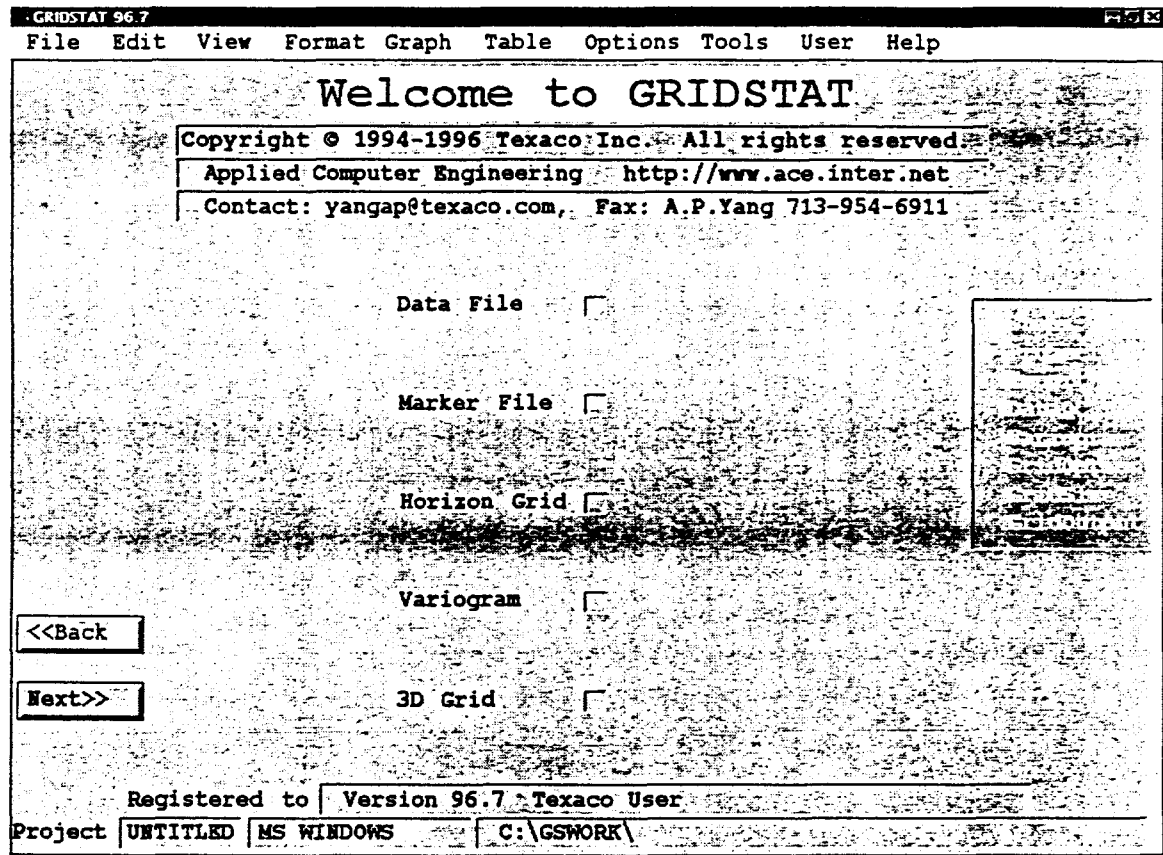 GRIDSTAT 96.7
File Edit View Format Graph Table Options Tools User Help
Welcome to GRIDSTAT
Copyright © 1994-1996 Texaco Inc. All rights reserved.
Applied Computer Engineering http://www.ace.inter.net
Contact: yangap@texaco.com, Fax: A.P.Yang 713-954-6911
Data File
Marker File
Horizon Grid
Variogram
<<Back
Next>>
3D Grid
Registered to Version 96.7 Texaco User
Project UNTITLED MS WINDOWS C:\GSWORK\